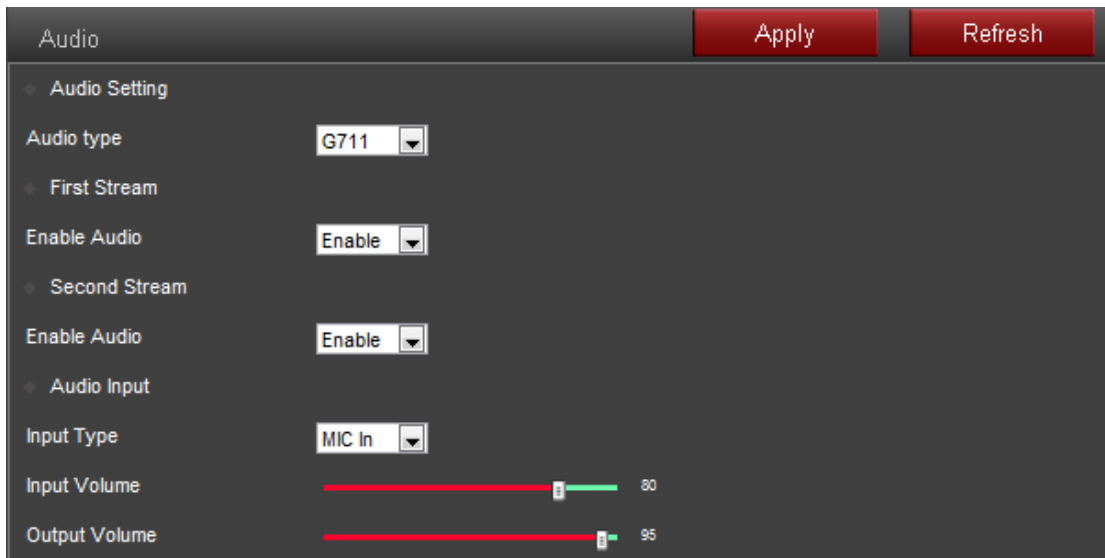 Audio Apply Refresh
Audio Setting
Audio type G711
First Stream
Enable Audio Enable
Second Stream
Enable Audio Enable
Audio Input
Input Type MIC In
Input Volume 80
Output Volume 95